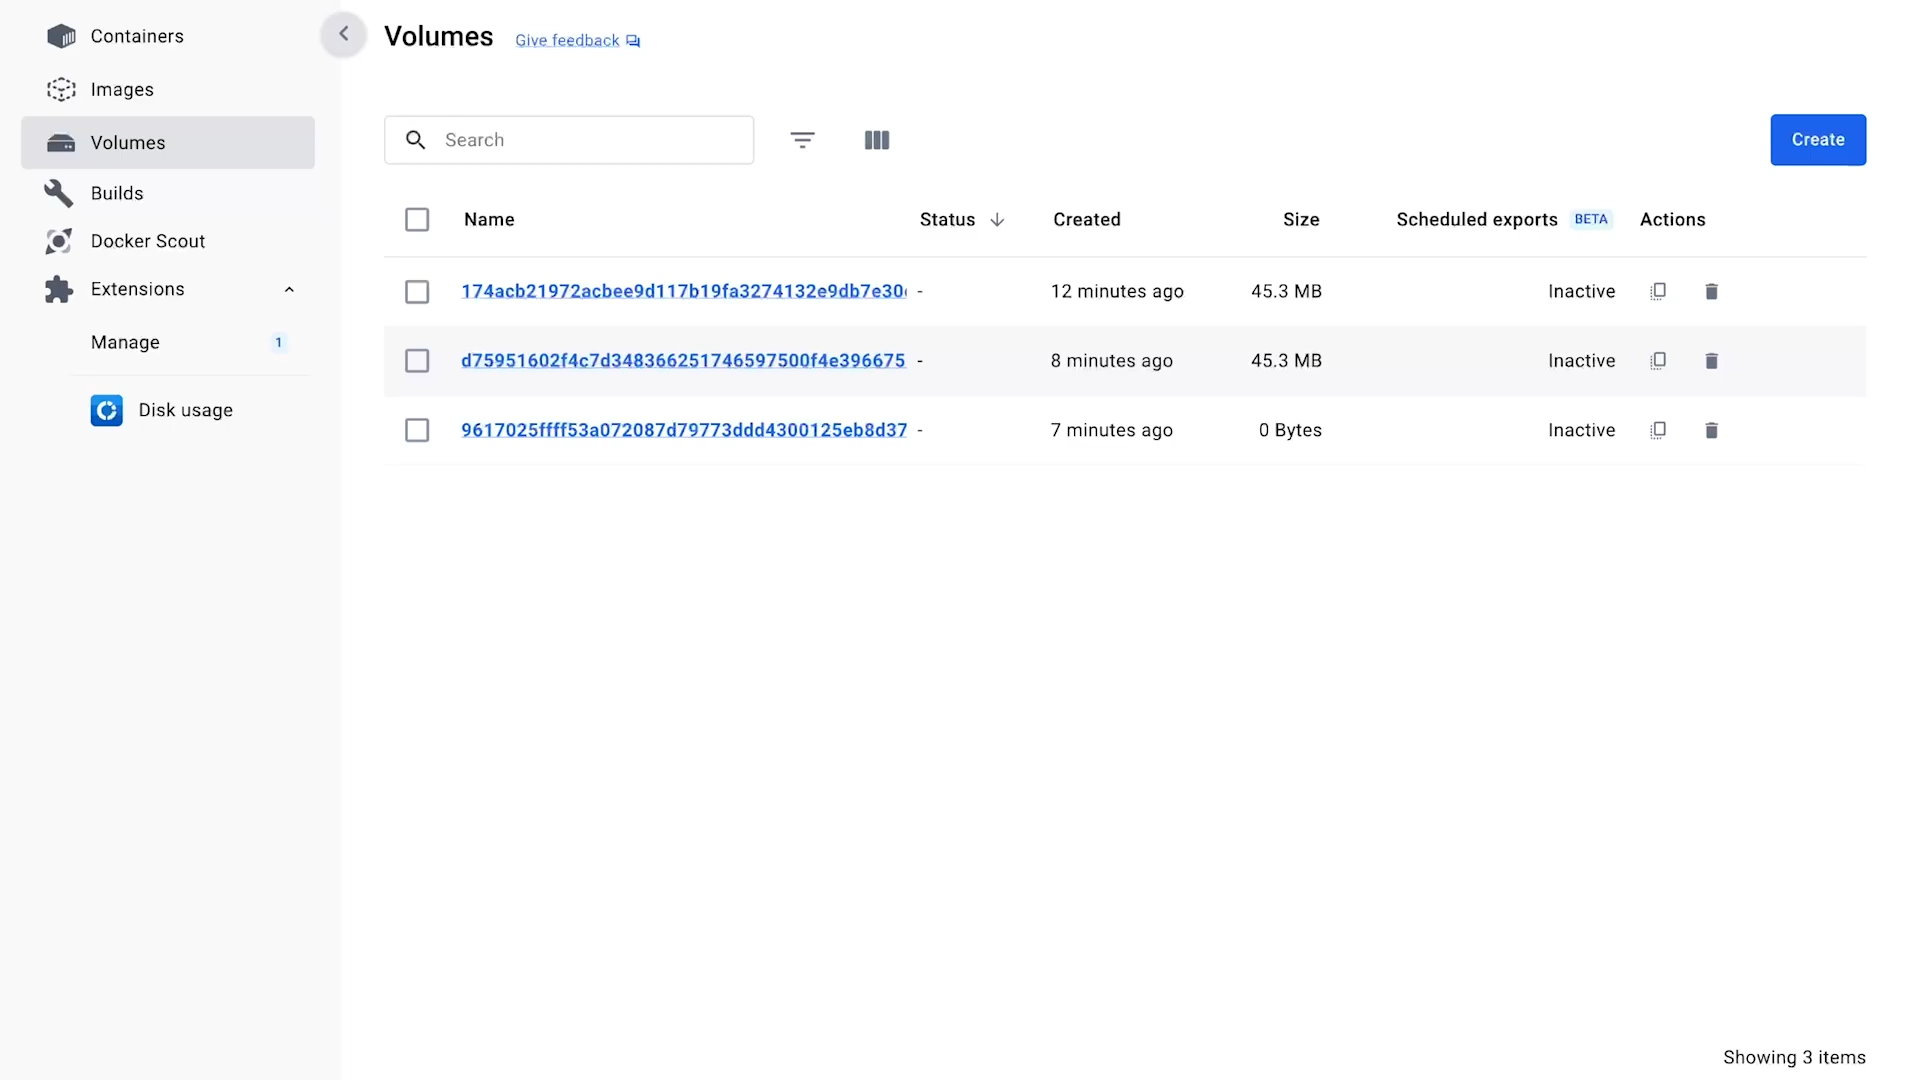 Containers
Images
Volumes
Builds
Docker Scout
Extensions
Manage 1
Disk usage
Volumes Give feedback
Search
Create
Name Status Created Size Scheduled exports BETA Actions
174acb21972acbee9d117b19fa3274132e9db7e30 - 12 minutes ago 45.3 MB Inactive
d75951602f4c7d348366251746597500f4e396675 - 8 minutes ago 45.3 MB Inactive
9617025ffff53a072087d79773ddd4300125eb8d37 - 7 minutes ago 0 Bytes Inactive
Showing 3 items